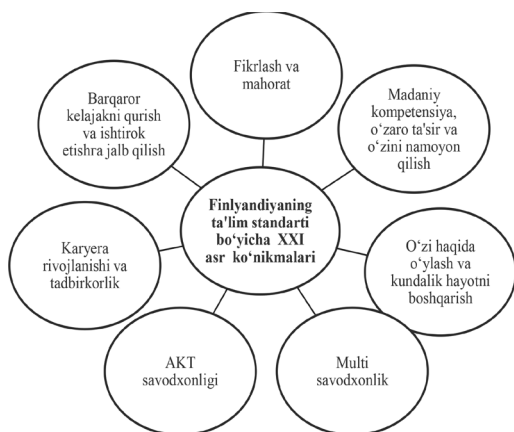 Fikrlash va
mahorat
Barqaror
kelajakni qurish
va ishtirok
etishra jalb qilish
Madaniy
kompetensiya,
o'zaro ta'sir va
o'zini namoyon
qilish
Finlyandiyaning
ta'lim standarti
bo‘yicha XXI
asr ko‘nikmalari
Karyera
rivojlanishi va
tadbirkorlik
O‘zi haqida
o‘ylash va
kundalik hayotni
boshqarish
AKT
savodxonligi
Multi
savodxonlik